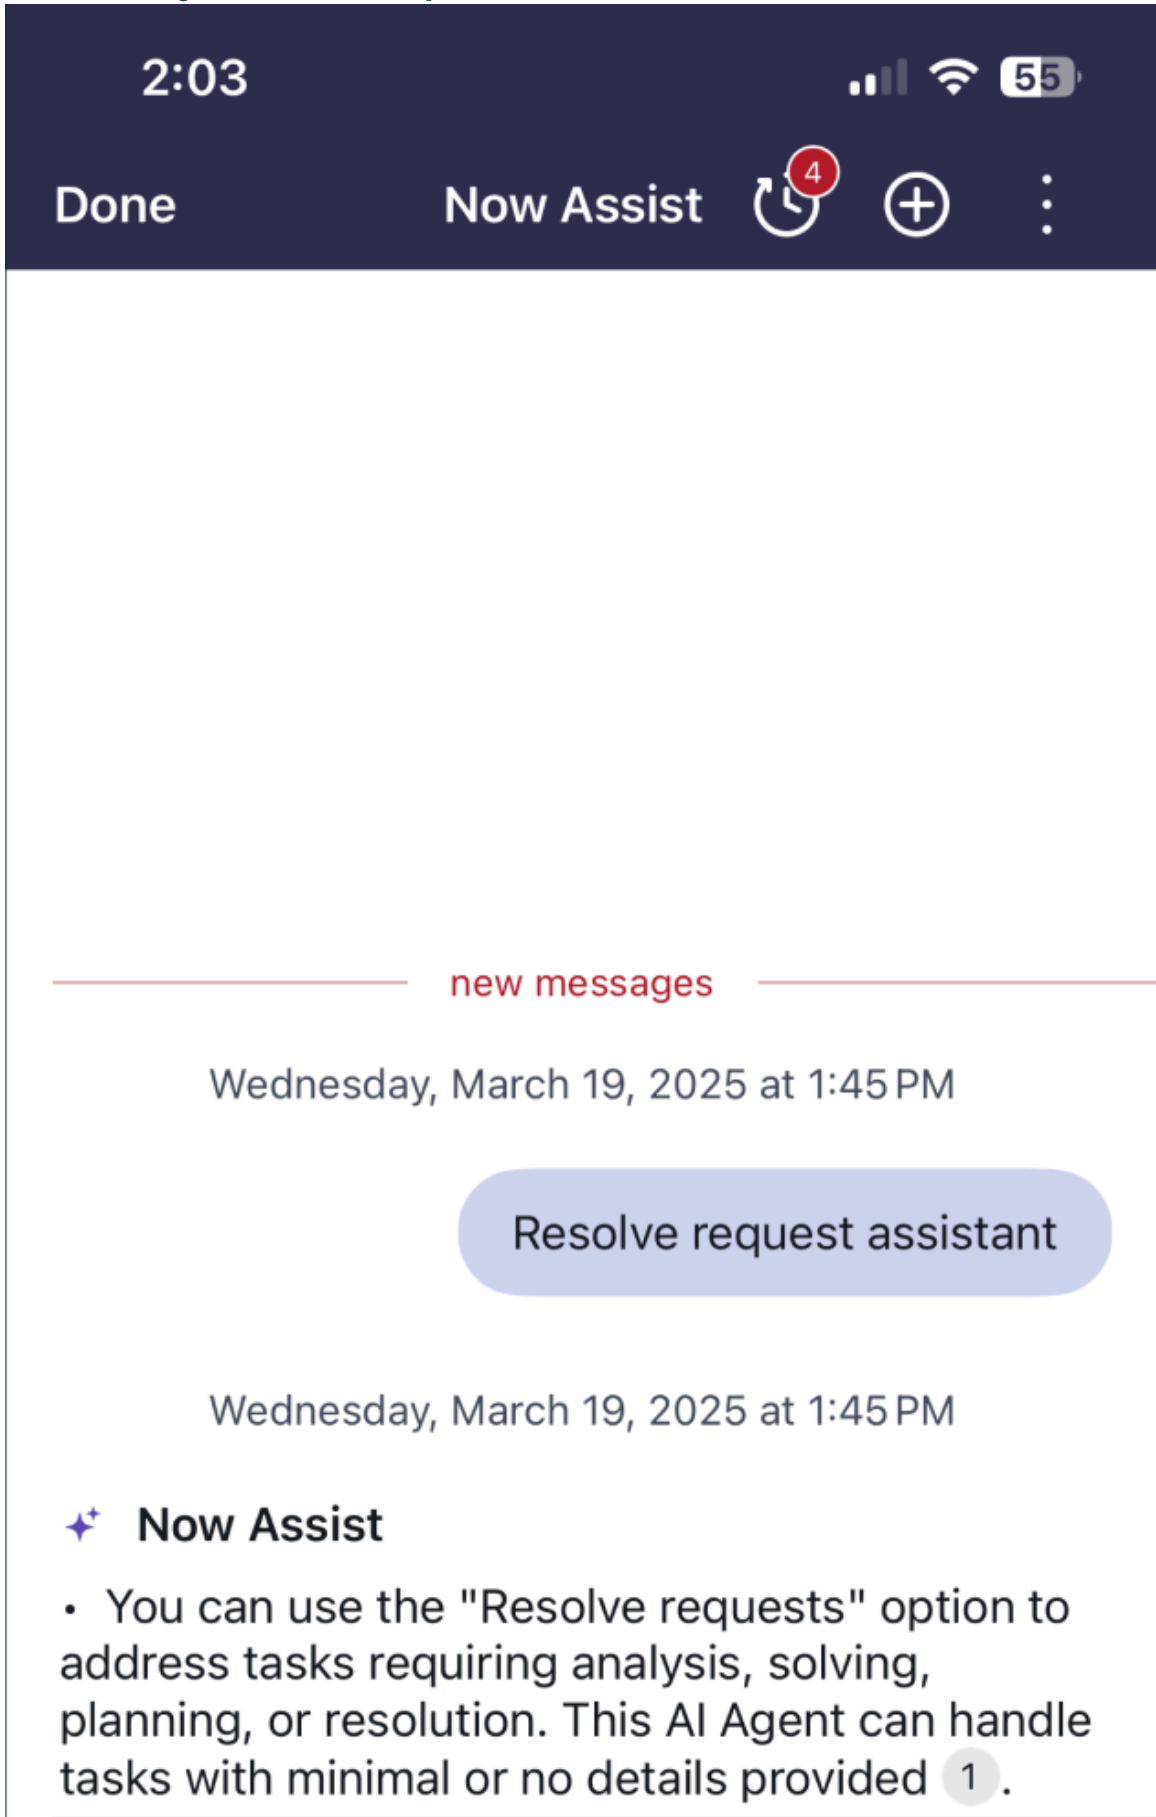 2:03
55
Done
Now Assist
4
new messages
Wednesday, March 19, 2025 at 1:45 PM
Resolve request assistant
Wednesday, March 19, 2025 at 1:45 PM
Now Assist
• You can use the "Resolve requests" option to
address tasks requiring analysis, solving,
planning, or resolution. This AI Agent can handle
tasks with minimal or no details provided 1 .